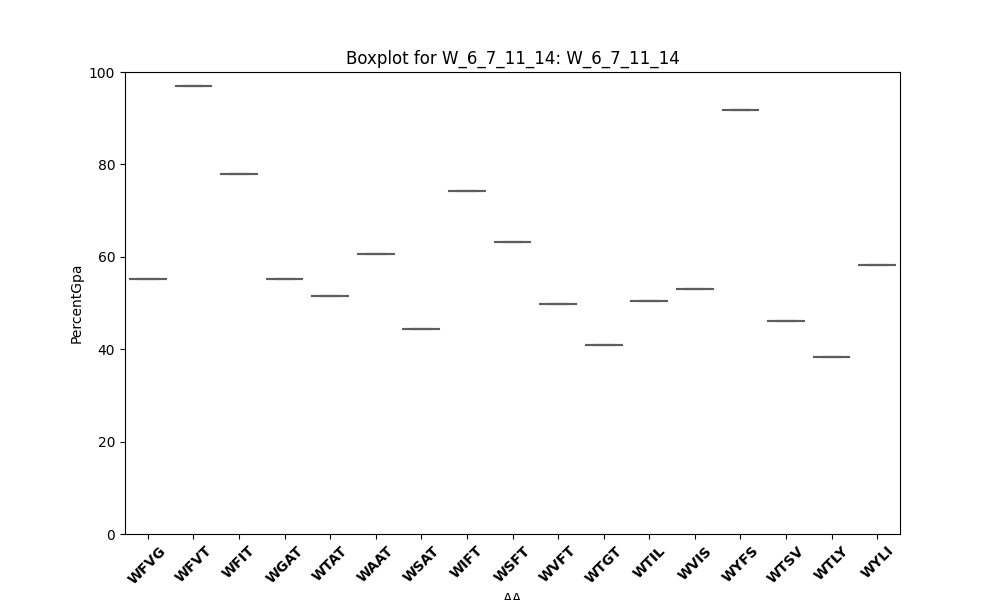 Boxplot for W_6_7_11_14: W_6_7_11_14
100
80
60
40
20
0
PercentGpa
WFVG WFVT WFIT WGAT WTAT WAAT WSAT WIFT WSFT WVFT WTGT WTIL WVIS WYFS WTSV WTLY WYLI
AA